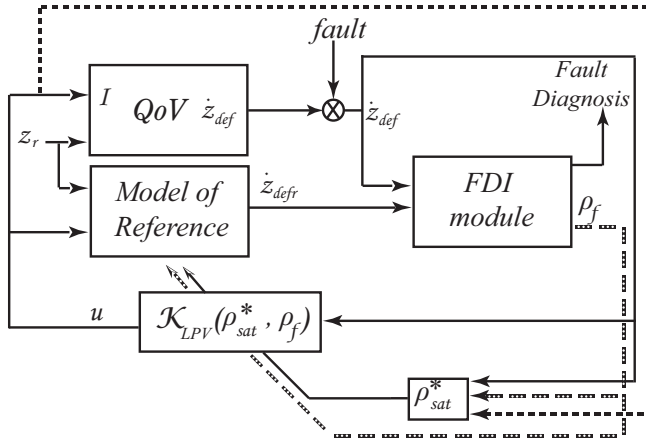 fault
I QoV ż_def
ż_def
Fault
Diagnosis
z_r
Model of
Reference
ż_defr
FDI
module
ρ_f
u
𝒦_LPV(ρ*_sat, ρ_f)
ρ*_sat